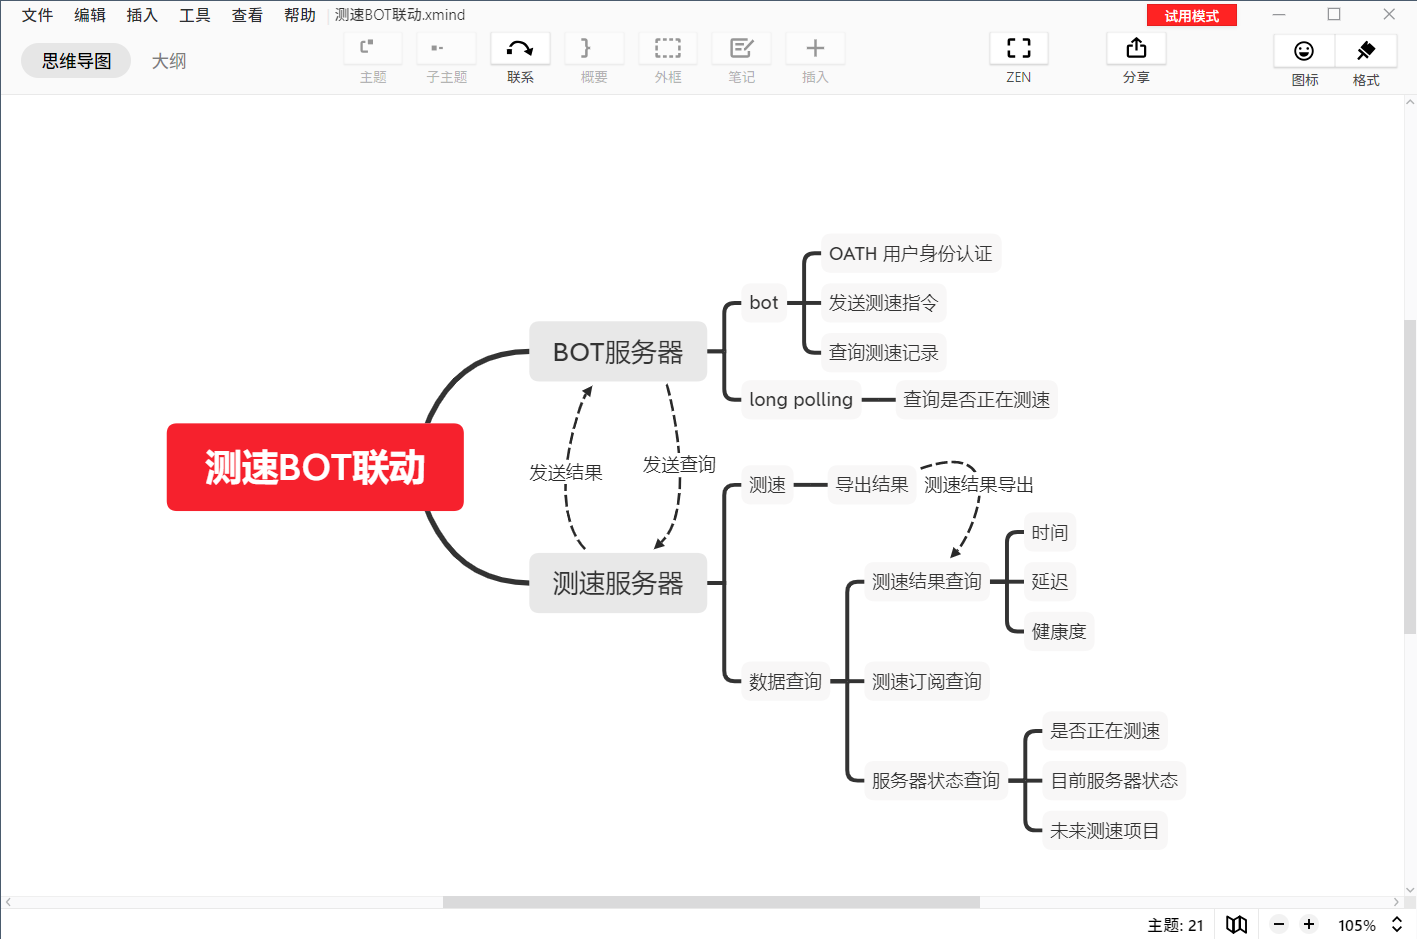 文件 编辑 插入 工具 查看 帮助 测速BOT联动.xmind 试用模式
思维导图 大纲
主题 子主题 联系 概要 外框 笔记 插入 ZEN 分享 图标 格式
测速BOT联动
BOT服务器
bot
OATH 用户身份认证
发送测速指令
查询测速记录
long polling
查询是否正在测速
发送结果
发送查询
测速服务器
测速
导出结果
测速结果导出
数据查询
测速结果查询
时间
延迟
健康度
测速订阅查询
服务器状态查询
是否正在测速
目前服务器状态
未来测速项目
主题: 21 105%